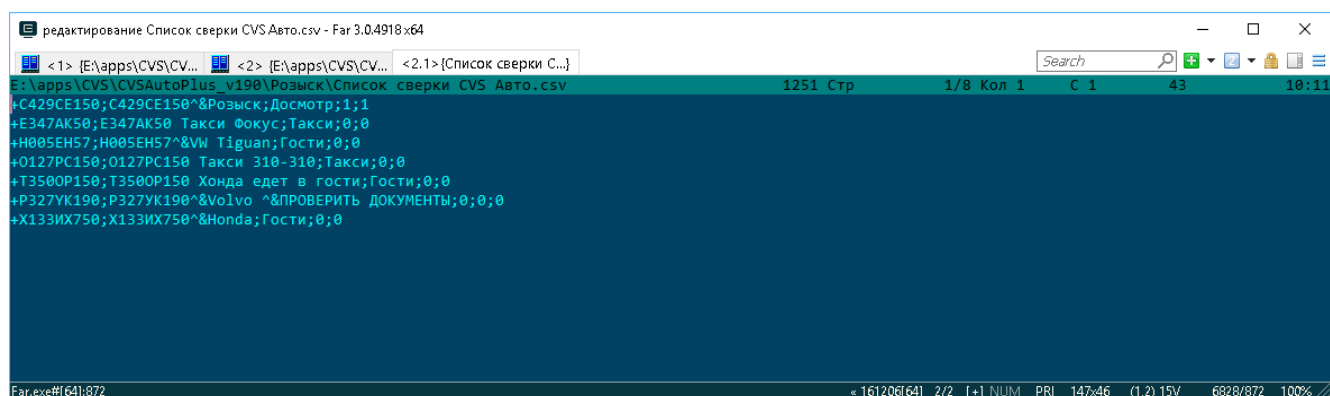 редактирование Список сверки CVS Авто.csv - Far 3.0.4918 x64
<1> {E:\apps\CVS\CV... <2> {E:\apps\CVS\CV... <2.1>{Список сверки С...} Search
E:\apps\CVS\CVSAutoPlus_v190\Розыск\Список сверки CVS Авто.csv 1251 Стр 1/8 Кол 1 С 1 43 10:11
+С429СЕ150;С429СЕ150^&Розыск;Досмотр;1;1
+Е347АК50;Е347АК50 Такси Фокус;Такси;0;0
+Н005ЕН57;Н005ЕН57^&VW Tiguan;Гости;0;0
+О127РС150;О127РС150 Такси 310-310;Такси;0;0
+Т350ОР150;Т350ОР150 Хонда едет в гости;Гости;0;0
+Р327УК190;Р327УК190^&Volvo ^&ПРОВЕРИТЬ ДОКУМЕНТЫ;0;0;0
+Х133ИХ750;Х133ИХ750^&Honda;Гости;0;0
Far.exe#[64]:872 « 161206[64] 2/2 [+] NUM PRI 147x46 (1,2) 15V 6828/872 100%